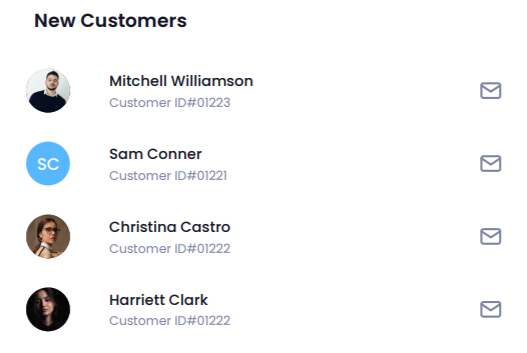 New Customers
Mitchell Williamson
Customer ID#01223
SC
Sam Conner
Customer ID#01221
Christina Castro
Customer ID#01222
Harriett Clark
Customer ID#01222